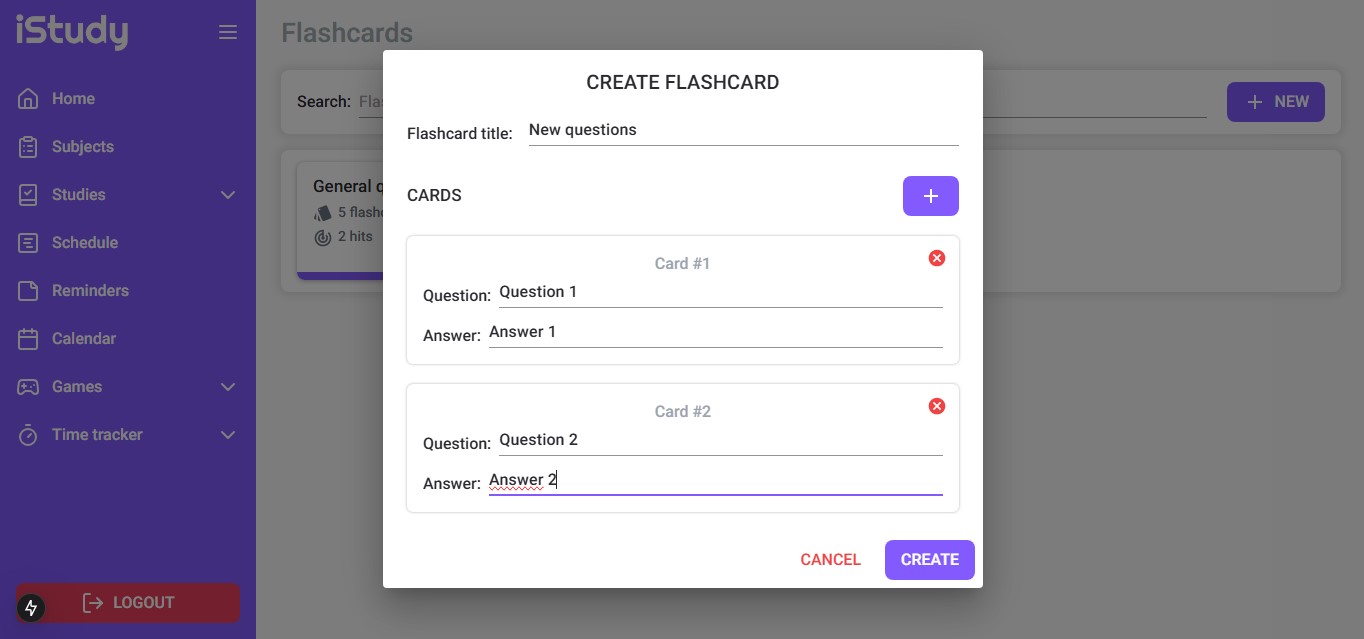 iStudy
Flashcards
Home
Subjects
Studies
Schedule
Reminders
Calendar
Games
Time tracker
LOGOUT
Search:
NEW
General
5
2 hits
CREATE FLASHCARD
Flashcard title: New questions
CARDS
Card #1
Question: Question 1
Answer: Answer 1
Card #2
Question: Question 2
Answer: Answer 2
CANCEL CREATE